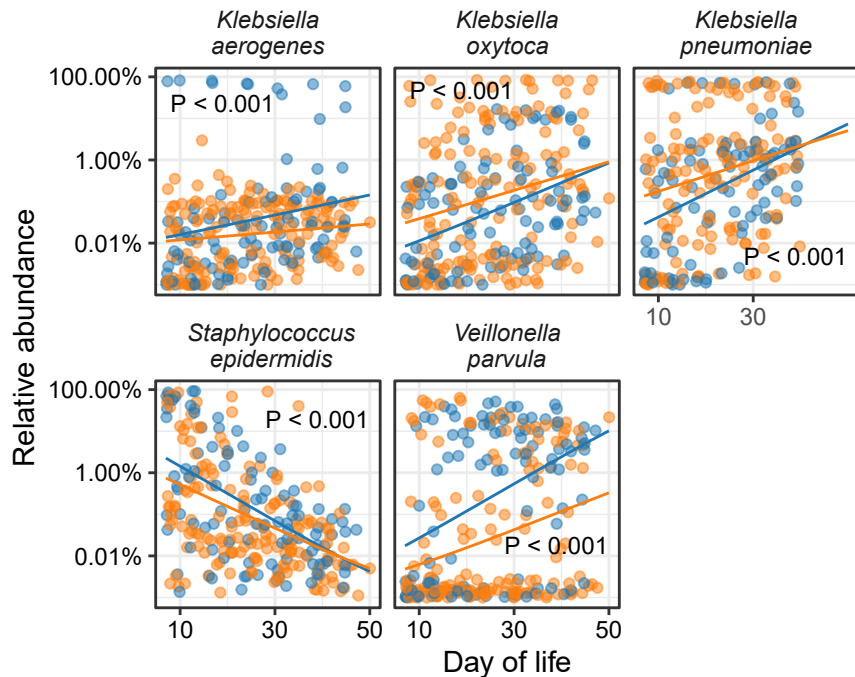 Klebsiella
aerogenes
Klebsiella
oxytoca
Klebsiella
pneumoniae
100.00%
1.00%
0.01%
P < 0.001
P < 0.001
P < 0.001
10
30
Relative abundance
Staphylococcus
epidermidis
Veillonella
parvula
100.00%
1.00%
0.01%
P < 0.001
P < 0.001
10
30
50
10
30
50
Day of life